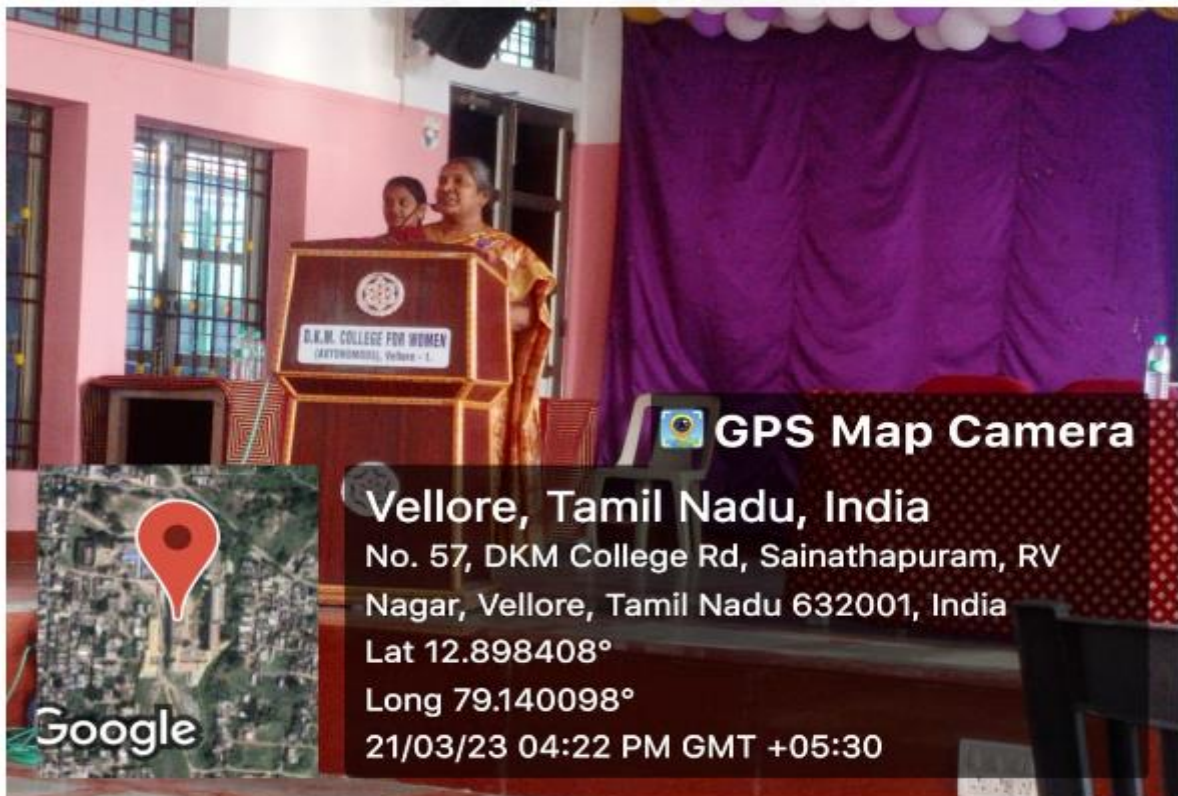 D.K.M. COLLEGE FOR WOMEN
(AUTONOMOUS), Vellore - 1.
GPS Map Camera
Vellore, Tamil Nadu, India
No. 57, DKM College Rd, Sainathapuram, RV
Nagar, Vellore, Tamil Nadu 632001, India
Lat 12.898408°
Long 79.140098°
21/03/23 04:22 PM GMT +05:30
Google